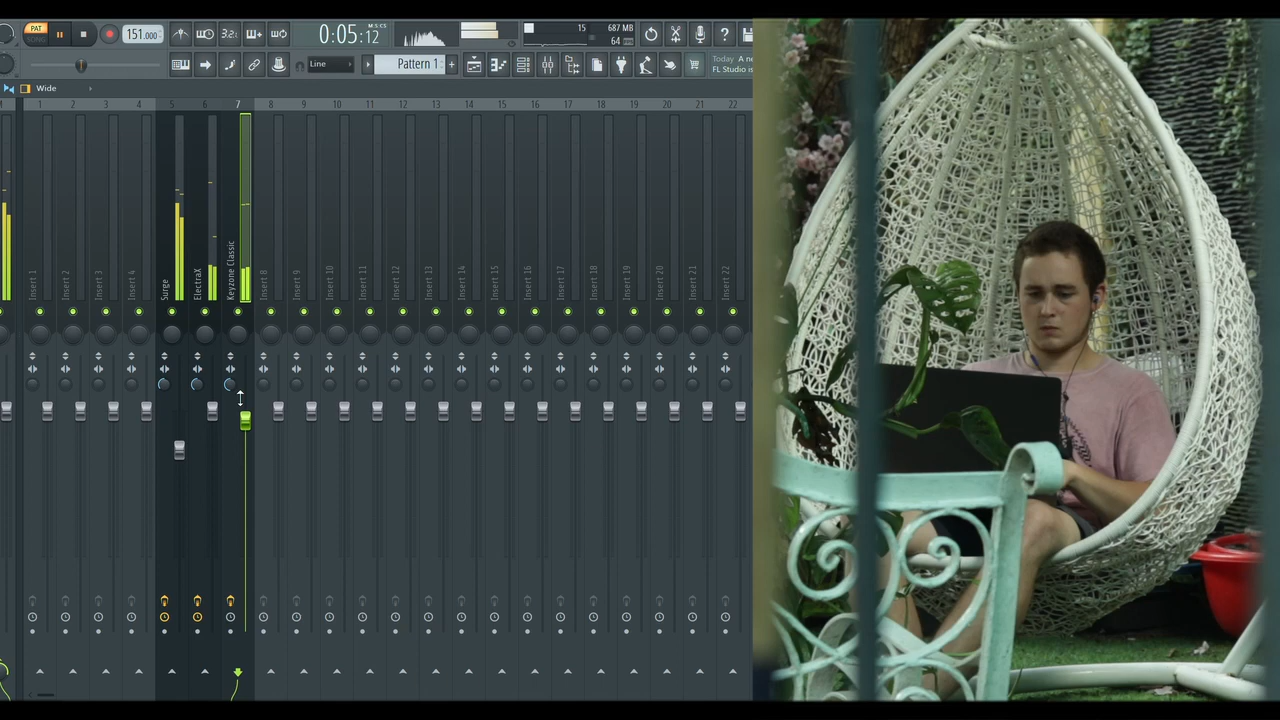 PAT
151.000
3.2:
0:05:12
M:S:CS
15
687 MB
64
Line
Pattern 1
Today A ne
FL Studio is
Wide
1 2 3 4 5 6 7 8 9 10 11 12 13 14 15 16 17 18 19 20 21 22
Insert 1
Insert 2
Insert 3
Insert 4
Surge
ElectraX
Keyzone Classic
Insert 8
Insert 9
Insert 10
Insert 11
Insert 12
Insert 13
Insert 14
Insert 15
Insert 16
Insert 17
Insert 18
Insert 19
Insert 20
Insert 21
Insert 22